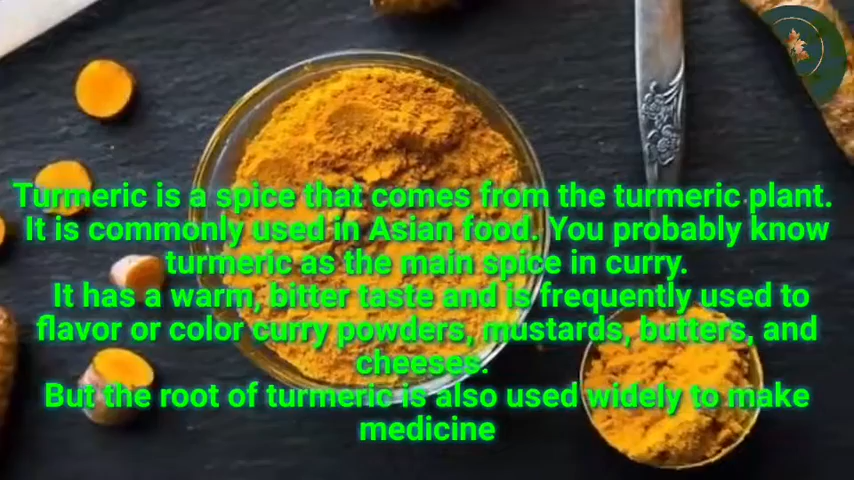 Turmeric is a spice that comes from the turmeric plant.
It is commonly used in Asian food. You probably know
turmeric as the main spice in curry.
It has a warm, bitter taste and is frequently used to
flavor or color curry powders, mustards, butters, and
cheeses.
But the root of turmeric is also used widely to make
medicine